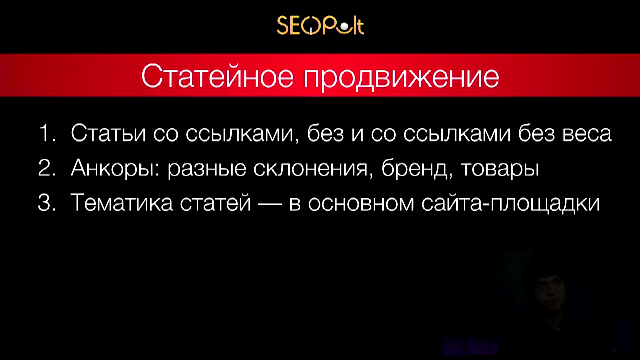 SEOPult
Статейное продвижение
1. Статьи со ссылками, без и со ссылками без веса
2. Анкоры: разные склонения, бренд, товары
3. Тематика статей — в основном сайта-площадки